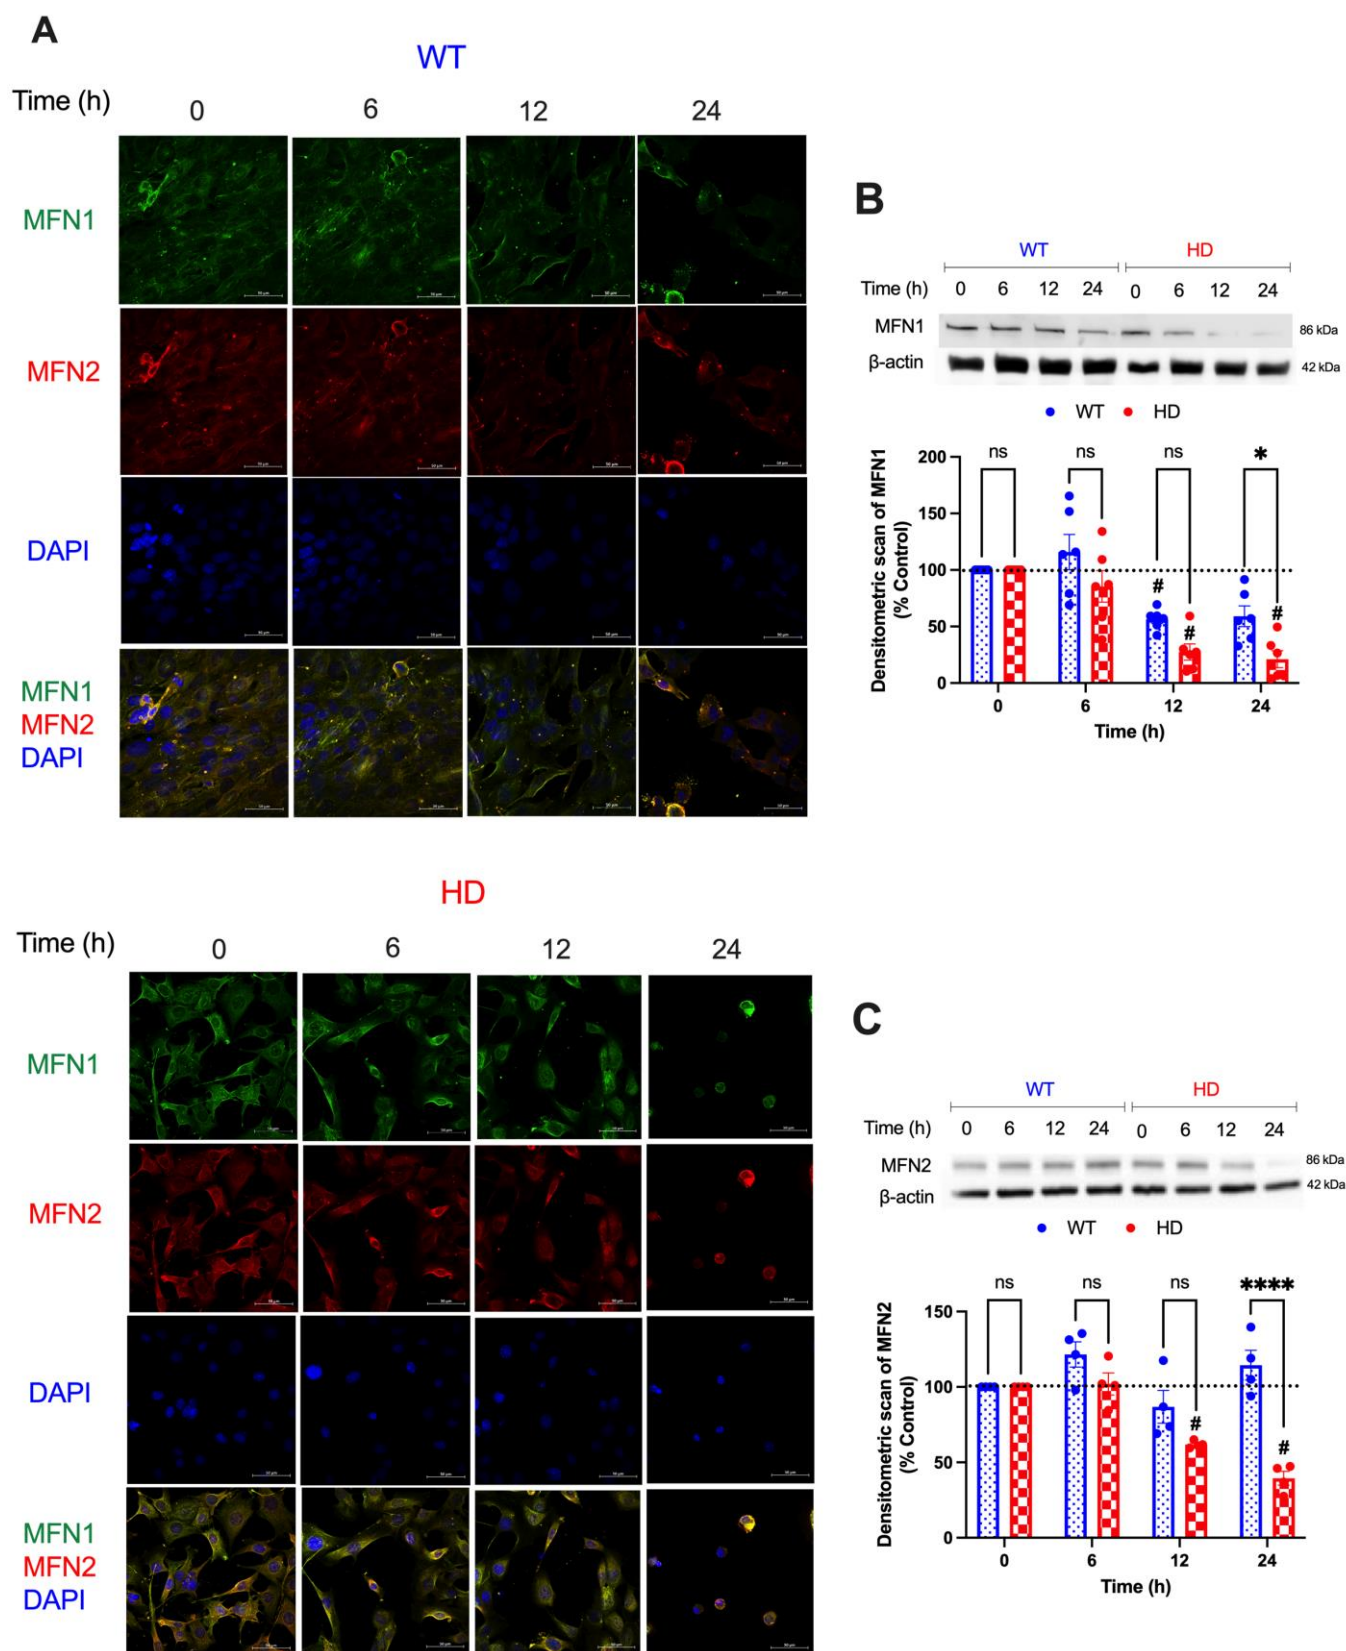 A
WT
Time (h) 0 6 12 24
MFN1
MFN2
DAPI
MFN1
MFN2
DAPI
HD
Time (h) 0 6 12 24
MFN1
MFN2
DAPI
MFN1
MFN2
DAPI
B
WT HD
Time (h) 0 6 12 24 0 6 12 24
MFN1 86 kDa
β-actin 42 kDa
WT HD
ns ns ns *
Densitometric scan of MFN1
(% Control)
200
150
100
50
0
# # #
0 6 12 24
Time (h)
C
WT HD
Time (h) 0 6 12 24 0 6 12 24
MFN2 86 kDa
β-actin 42 kDa
WT HD
ns ns ns ****
Densitometric scan of MFN2
(% Control)
150
100
50
0
# #
0 6 12 24
Time (h)